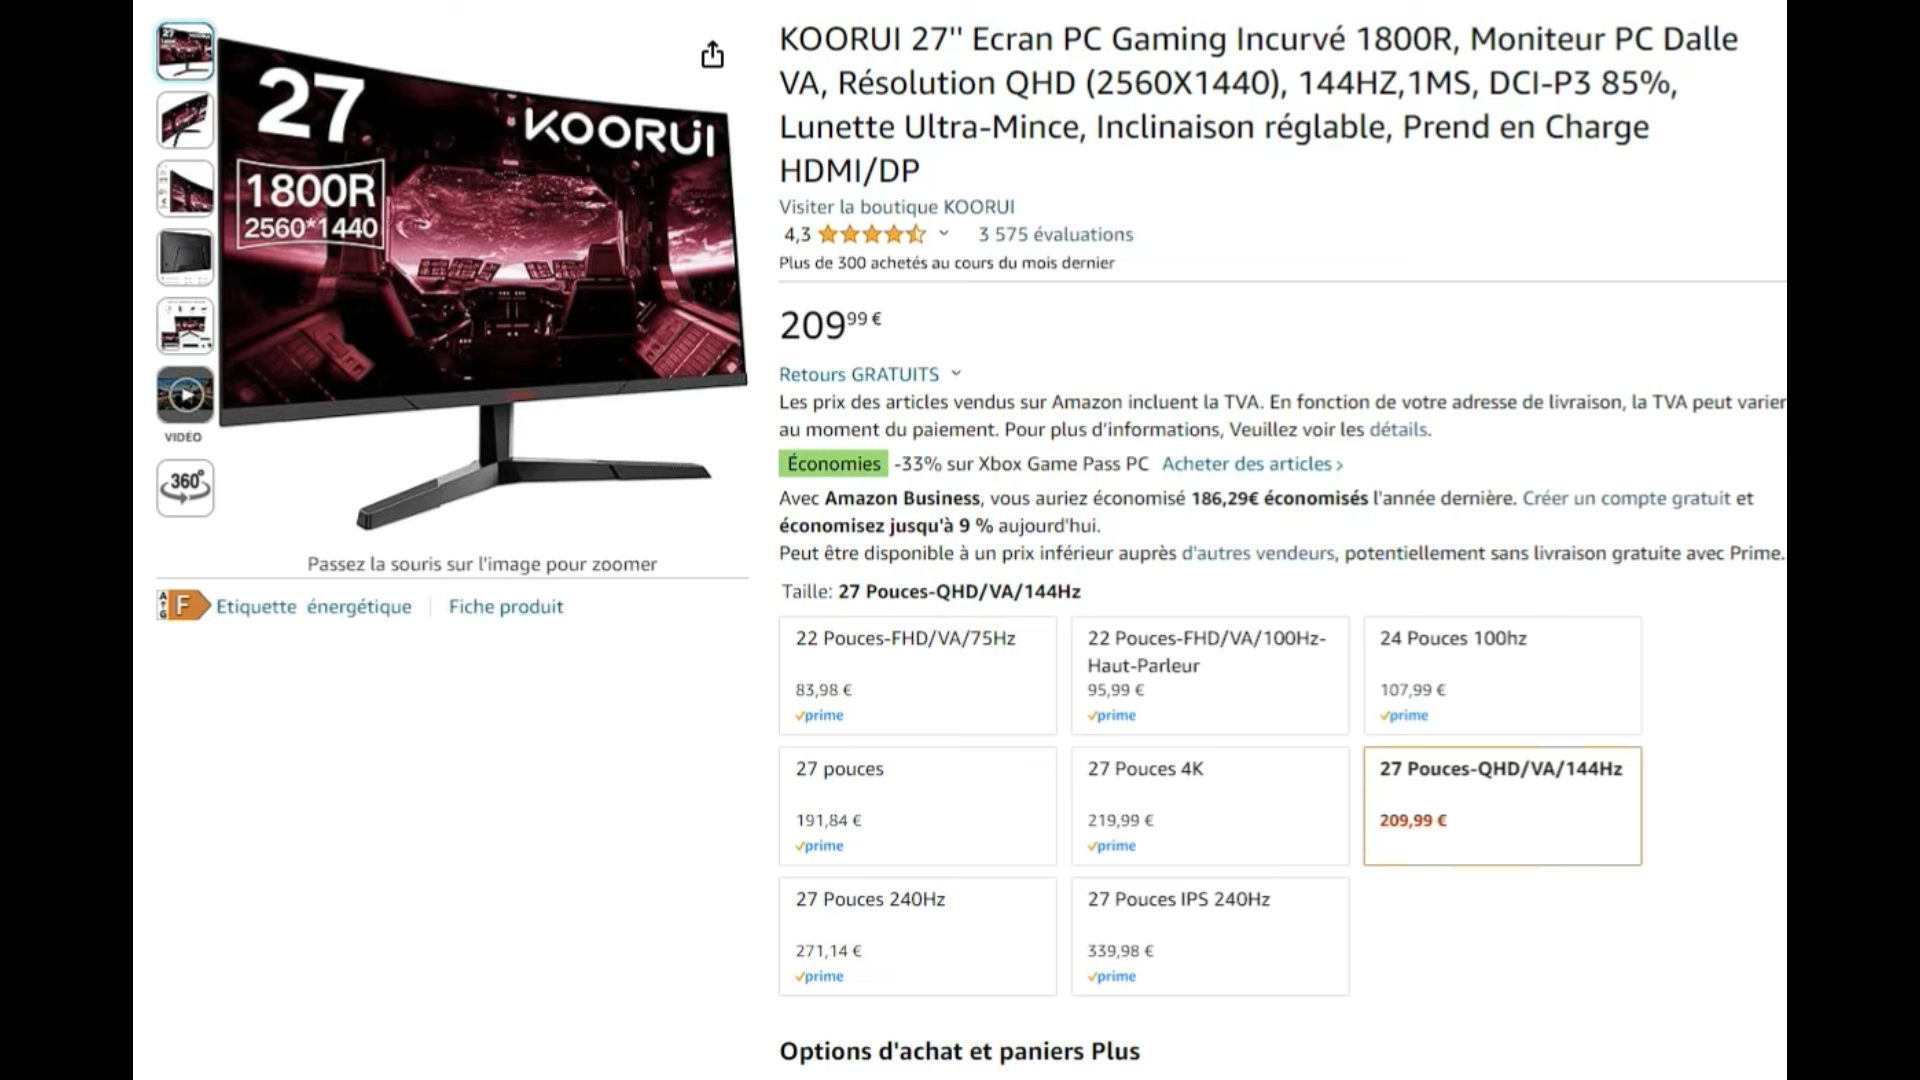 27
KOORUI
1800R
2560*1440
VIDÉO
360°
Passez la souris sur l'image pour zoomer
A
G
F
Etiquette énergétique
Fiche produit
KOORUI 27'' Ecran PC Gaming Incurvé 1800R, Moniteur PC Dalle
VA, Résolution QHD (2560X1440), 144HZ,1MS, DCI-P3 85%,
Lunette Ultra-Mince, Inclinaison réglable, Prend en Charge
HDMI/DP
Visiter la boutique KOORUI
4,3 3 575 évaluations
Plus de 300 achetés au cours du mois dernier
209,99 €
Retours GRATUITS
Les prix des articles vendus sur Amazon incluent la TVA. En fonction de votre adresse de livraison, la TVA peut varier
au moment du paiement. Pour plus d'informations, Veuillez voir les détails.
Économies -33% sur Xbox Game Pass PC Acheter des articles ›
Avec Amazon Business, vous auriez économisé 186,29€ économisés l'année dernière. Créer un compte gratuit et
économisez jusqu'à 9 % aujourd'hui.
Peut être disponible à un prix inférieur auprès d'autres vendeurs, potentiellement sans livraison gratuite avec Prime.
Taille: 27 Pouces-QHD/VA/144Hz
22 Pouces-FHD/VA/75Hz
83,98 €
prime
22 Pouces-FHD/VA/100Hz-
Haut-Parleur
95,99 €
prime
24 Pouces 100hz
107,99 €
prime
27 pouces
191,84 €
prime
27 Pouces 4K
219,99 €
prime
27 Pouces-QHD/VA/144Hz
209,99 €
27 Pouces 240Hz
271,14 €
prime
27 Pouces IPS 240Hz
339,98 €
prime
Options d'achat et paniers Plus